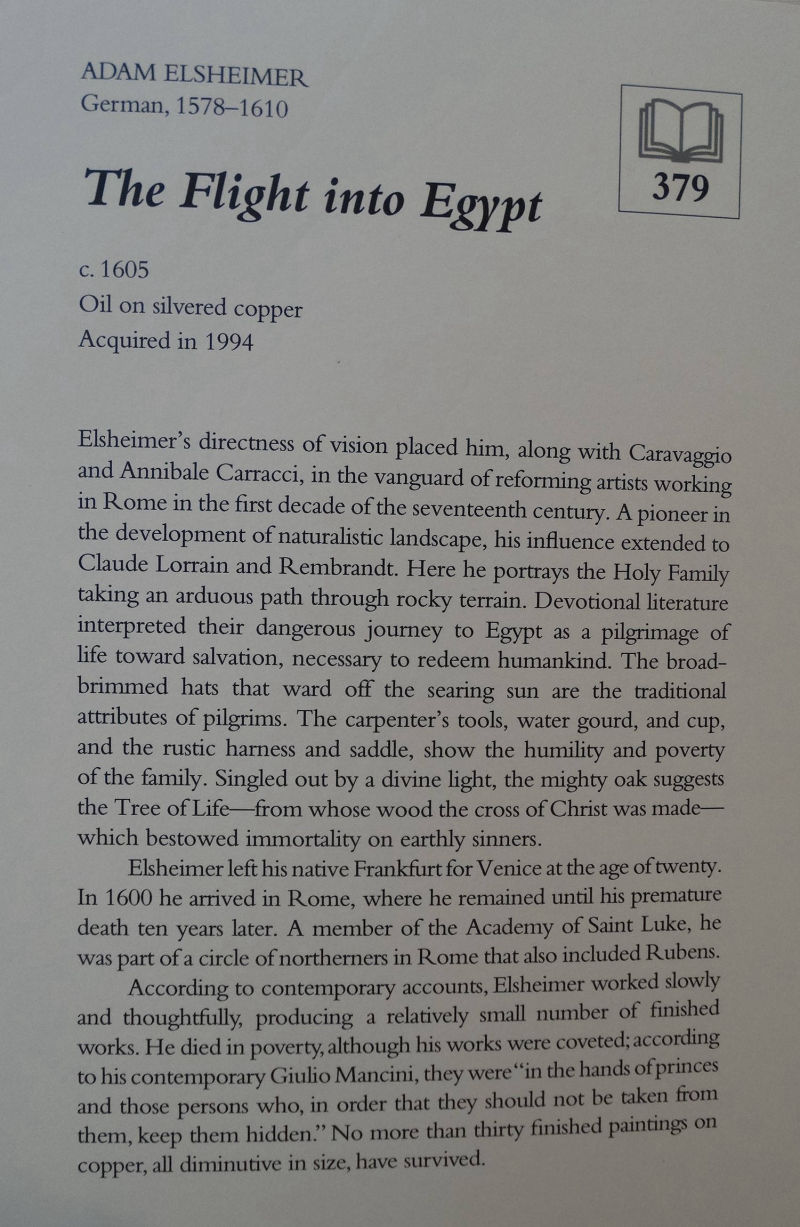 ADAM ELSHEIMER
German, 1578–1610
The Flight into Egypt
379
c. 1605
Oil on silvered copper
Acquired in 1994
Elsheimer's directness of vision placed him, along with Caravaggio
and Annibale Carracci, in the vanguard of reforming artists working
in Rome in the first decade of the seventeenth century. A pioneer in
the development of naturalistic landscape, his influence extended to
Claude Lorrain and Rembrandt. Here he portrays the Holy Family
taking an arduous path through rocky terrain. Devotional literature
interpreted their dangerous journey to Egypt as a pilgrimage of
life toward salvation, necessary to redeem humankind. The broad-
brimmed hats that ward off the searing sun are the traditional
attributes of pilgrims. The carpenter's tools, water gourd, and cup,
and the rustic harness and saddle, show the humility and poverty
of the family. Singled out by a divine light, the mighty oak suggests
the Tree of Life—from whose wood the cross of Christ was made—
which bestowed immortality on earthly sinners.
Elsheimer left his native Frankfurt for Venice at the age of twenty.
In 1600 he arrived in Rome, where he remained until his premature
death ten years later. A member of the Academy of Saint Luke, he
was part of a circle of northerners in Rome that also included Rubens.
According to contemporary accounts, Elsheimer worked slowly
and thoughtfully, producing a relatively small number of finished
works. He died in poverty, although his works were coveted; according
to his contemporary Giulio Mancini, they were "in the hands of princes
and those persons who, in order that they should not be taken from
them, keep them hidden." No more than thirty finished paintings on
copper, all diminutive in size, have survived.